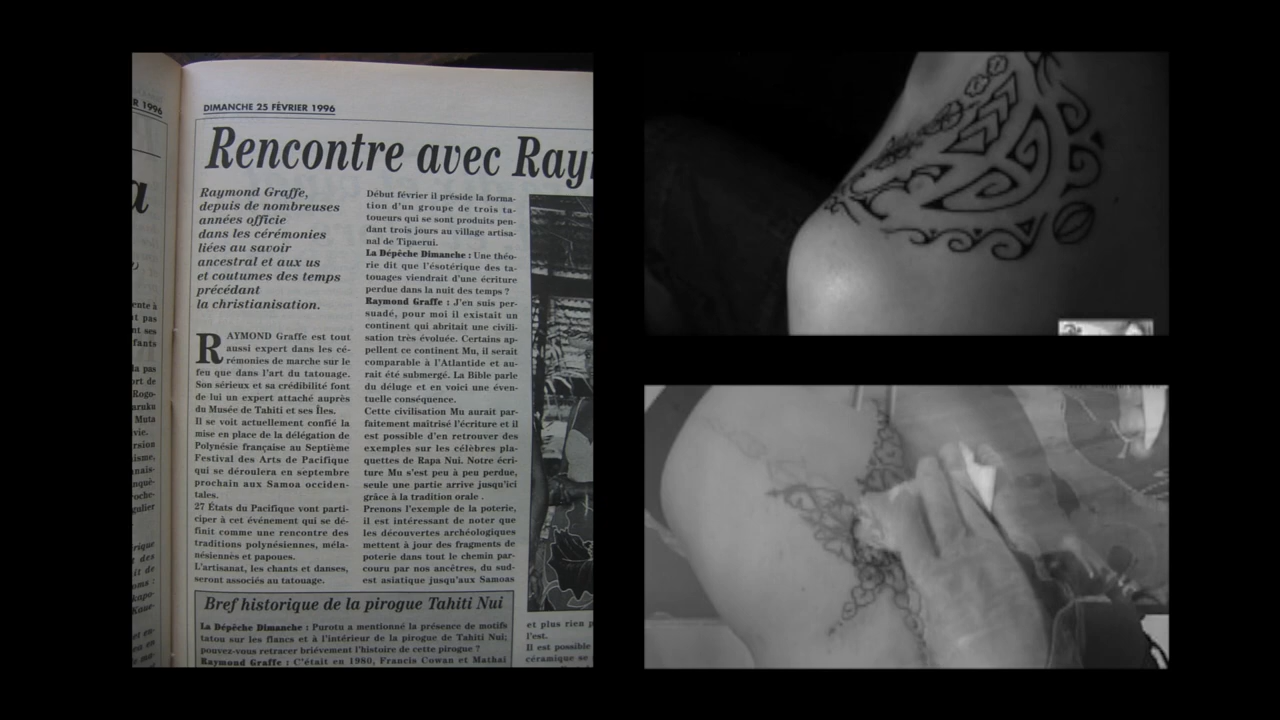 R 1996
DIMANCHE 25 FÉVRIER 1996
Rencontre avec Ray
Raymond Graffe,
depuis de nombreuses
années officie
dans les cérémonies
liées au savoir
ancestral et aux us
et coutumes des temps
précédant
la christianisation.
RAYMOND Graffe est tout
aussi expert dans les cé-
rémonies de marche sur le
feu que dans l'art du tatouage.
Son sérieux et sa crédibilité font
de lui un expert attaché auprès
du Musée de Tahiti et ses Îles.
Il se voit actuellement confié la
mise en place de la délégation de
Polynésie française au Septième
Festival des Arts de Pacifique
qui se déroulera en septembre
prochain aux Samoa occiden-
tales.
27 États du Pacifique vont parti-
ciper à cet événement qui se dé-
finit comme une rencontre des
traditions polynésiennes, méla-
nésiennes et papoues.
L'artisanat, les chants et danses,
seront associés au tatouage.
Début février il préside la forma-
tion d'un groupe de trois ta-
toueurs qui se sont produits pen-
dant trois jours au village artisa-
nal de Tipaerui.
La Dépêche Dimanche : Une théo-
rie dit que l'ésotérique des ta-
touages viendrait d'une écriture
perdue dans la nuit des temps ?
Raymond Graffe : J'en suis per-
suadé, pour moi il existait un
continent qui abritait une civili-
sation très évoluée. Certains ap-
pellent ce continent Mu, il serait
comparable à l'Atlantide et au-
rait été submergé. La Bible parle
du déluge et en voici une éven-
tuelle conséquence.
Cette civilisation Mu aurait par-
faitement maitrisé l'écriture et il
est possible d'en retrouver des
exemples sur les célèbres pla-
quettes de Rapa Nui. Notre écri-
ture Mu s'est peu à peu perdue,
seule une partie arrive jusqu'ici
grâce à la tradition orale .
Prenons l'exemple de la poterie,
il est intéressant de noter que
les découvertes archéologiques
mettent à jour des fragments de
poterie dans tout le chemin par-
couru par nos ancêtres, du sud-
est asiatique jusqu'aux Samoas
et plus rien p
l'est.
Il est possible
céramique se
Bref historique de la pirogue Tahiti Nui
La Dépêche Dimanche : Purotu a mentionné la présence de motifs
tatou sur les flancs et à l'intérieur de la pirogue de Tahiti Nui;
pouvez-vous retracer briévement l'histoire de cette pirogue ?
Raymond Graffe : C'était en 1980, Francis Cowan et Mathai